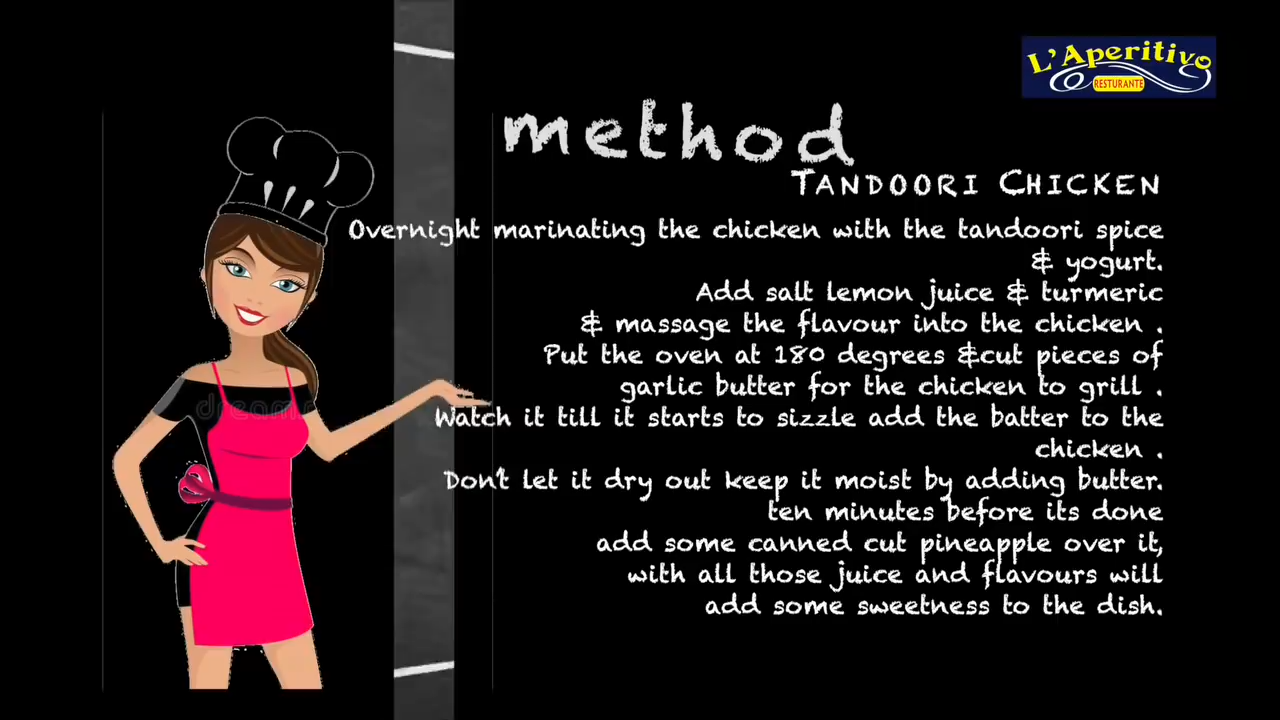 L'Aperitivo
RESTURANTE
method
TANDOORI CHICKEN
Overnight marinating the chicken with the tandoori spice
& yogurt.
Add salt lemon juice & turmeric
& massage the flavour into the chicken .
Put the oven at 180 degrees &cut pieces of
garlic butter for the chicken to grill .
Watch it till it starts to sizzle add the batter to the
chicken .
Don't let it dry out keep it moist by adding butter.
ten minutes before its done
add some canned cut pineapple over it,
with all those juice and flavours will
add some sweetness to the dish.